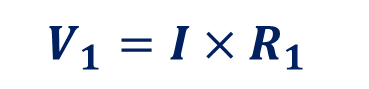 V₁ = I × R₁